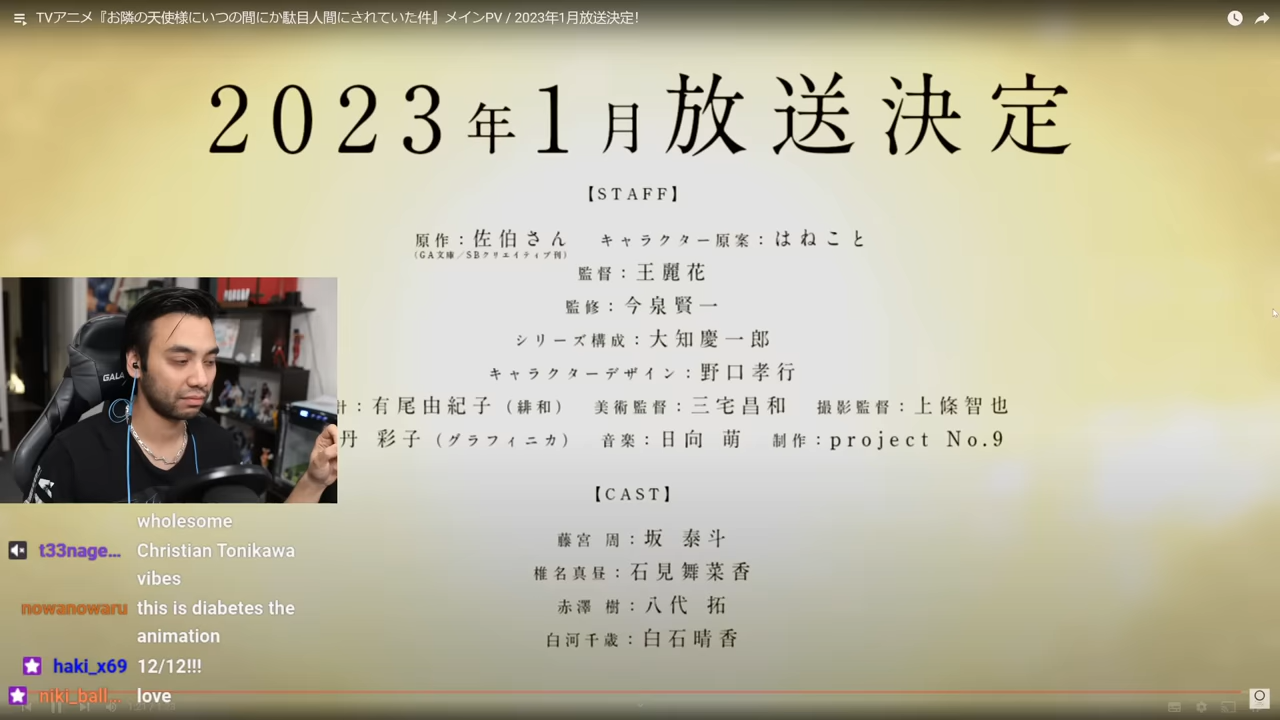 TVアニメ『お隣の天使様にいつの間にか駄目人間にされていた件』メインPV / 2023年1月放送決定!
2023年1月放送決定
【STAFF】
原作：佐伯さん　キャラクター原案：はねこと
（GA文庫／SBクリエイティブ刊）
監督：王麗花
監修：今泉賢一
シリーズ構成：大知慶一郎
キャラクターデザイン：野口孝行
計：有尾由紀子（緋和）　美術監督：三宅昌和　撮影監督：上條智也
丹 彩子（グラフィニカ）　音楽：日向 萌　制作：project No.9
【CAST】
藤宮 周：坂 泰斗
椎名真昼：石見舞菜香
赤澤 樹：八代 拓
白河千歳：白石晴香
GALA
wholesome
t33nage... Christian Tonikawa
vibes
nowanowaru this is diabetes the
animation
haki_x69 12/12!!!
niki_ball... love